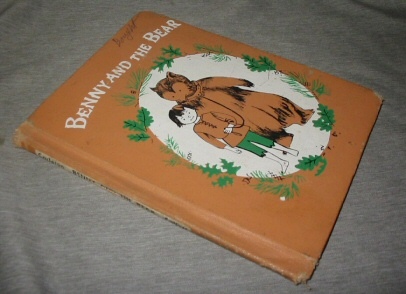 BENNY AND THE BEAR